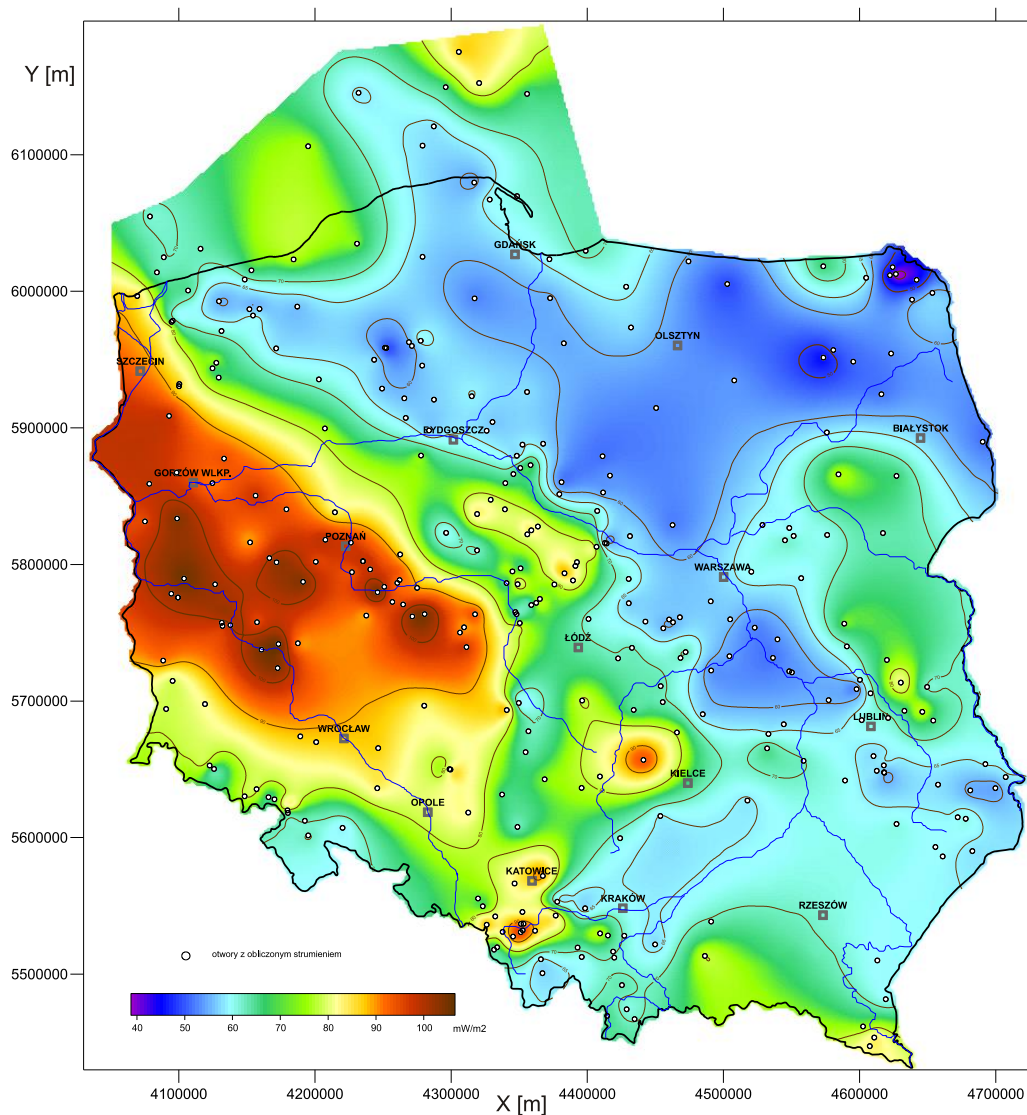 Y [m]
6100000
6000000
5900000
5800000
5700000
5600000
5500000
GDAŃSK
OLSZTYN
SZCZECIN
BYDGOSZCZ
BIAŁYSTOK
GORZÓW WLKP.
POZNAŃ
WARSZAWA
ŁÓDŹ
WROCŁAW
LUBLIN
KIELCE
OPOLE
KATOWICE
KRAKÓW
RZESZÓW
otwory z obliczonym strumieniem
40 50 60 70 80 90 100 mW/m2
4100000 4200000 4300000 4400000 4500000 4600000 4700000
X [m]